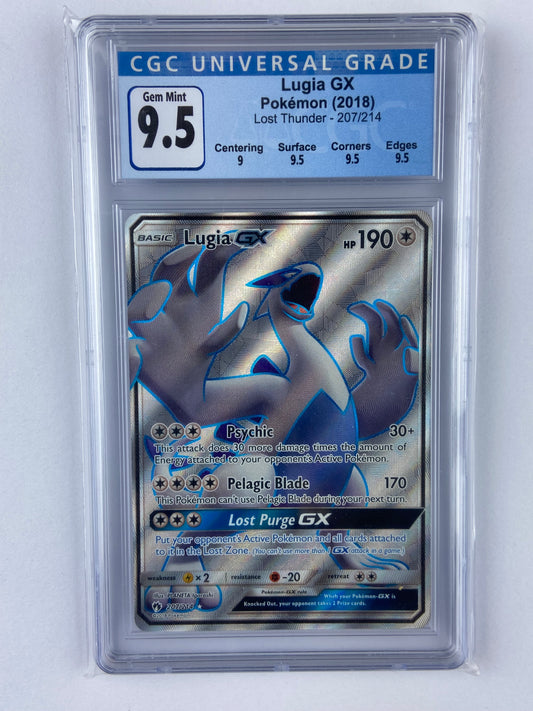 CGC UNIVERSAL GRADE
Gem Mint
9.5
Lugia GX
Pokémon (2018)
Lost Thunder - 207/214
Centering Surface Corners Edges
9 9.5 9.5 9.5
BASIC Lugia GX HP 190
Psychic 30+
This attack does 30 more damage times the amount of
Energy attached to your opponent's Active Pokémon.
Pelagic Blade 170
This Pokémon can't use Pelagic Blade during your next turn.
Lost Purge GX
Put your opponent's Active Pokémon and all cards attached
to it in the Lost Zone. (You can't use more than 1 GX attack in a game.)
weakness ×2 resistance -20 retreat
Illus. PLANETA
Pokémon-GX rule
When your Pokémon-GX is
Knocked Out, your opponent takes 2 Prize cards.
207/214